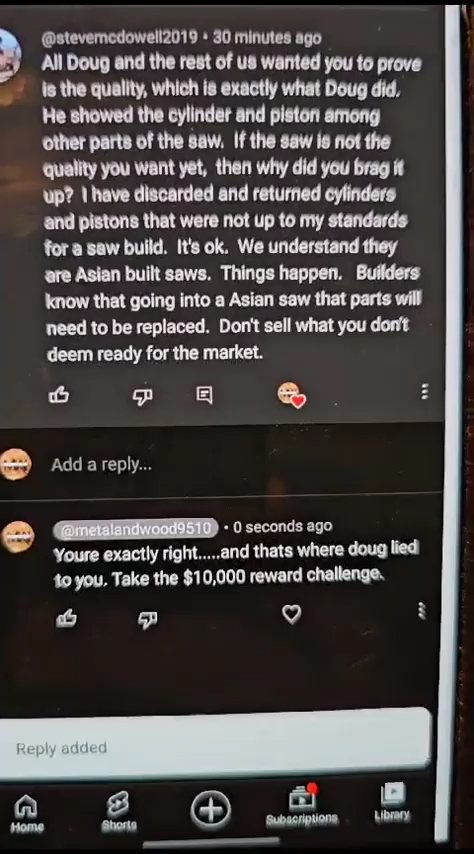 @stevemcdowell2019 • 30 minutes ago
All Doug and the rest of us wanted you to prove
is the quality, which is exactly what Doug did.
He showed the cylinder and piston among
other parts of the saw. If the saw is not the
quality you want yet, then why did you brag it
up? I have discarded and returned cylinders
and pistons that were not up to my standards
for a saw build. It's ok. We understand they
are Asian built saws. Things happen. Builders
know that going into a Asian saw that parts will
need to be replaced. Don't sell what you don't
deem ready for the market.
Add a reply...
@metalandwood9510 • 0 seconds ago
Youre exactly right.....and thats where doug lied
to you. Take the $10,000 reward challenge.
Reply added
Home Shorts Subscriptions Library